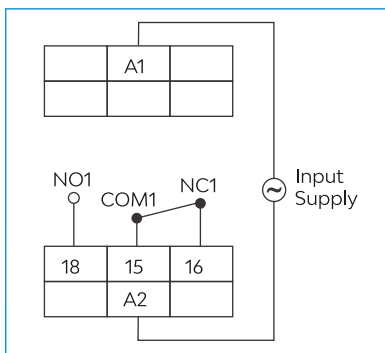 A1
NO1
COM1
NC1
Input
Supply
18 15 16
A2